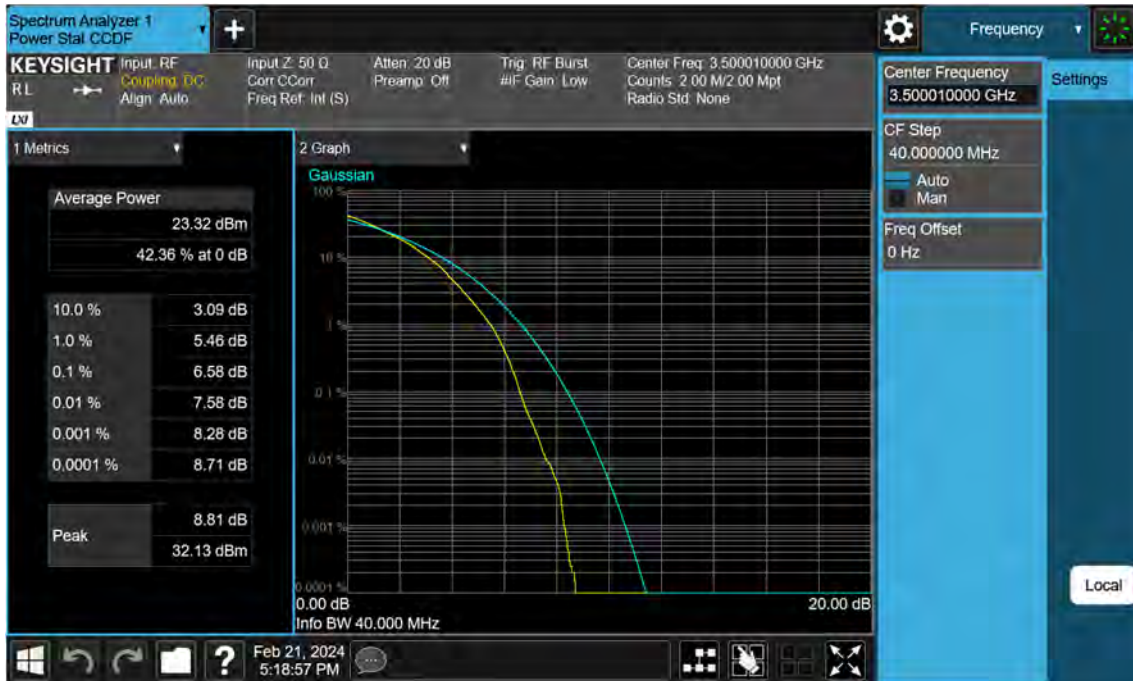 Spectrum Analyzer 1
Power Stat CCDF
Frequency
KEYSIGHT
RL
LXI
Input: RF
Coupling: DC
Align: Auto
Input Z: 50 Ω
Corr CCorr
Freq Ref: Int (S)
Atten: 20 dB
Preamp: Off
Trig: RF Burst
#IF Gain: Low
Center Freq: 3.500010000 GHz
Counts: 2.00 M/2.00 Mpt
Radio Std: None
Center Frequency
3.500010000 GHz
Settings
CF Step
40.000000 MHz
Auto
Man
Freq Offset
0 Hz
Local
1 Metrics
Average Power
23.32 dBm
42.36 % at 0 dB
10.0 % 3.09 dB
1.0 % 5.46 dB
0.1 % 6.58 dB
0.01 % 7.58 dB
0.001 % 8.28 dB
0.0001 % 8.71 dB
Peak
8.81 dB
32.13 dBm
2 Graph
Gaussian
100 %
10 %
1 %
0.1 %
0.01 %
0.001 %
0.0001 %
0.00 dB 20.00 dB
Info BW 40.000 MHz
Feb 21, 2024
5:18:57 PM